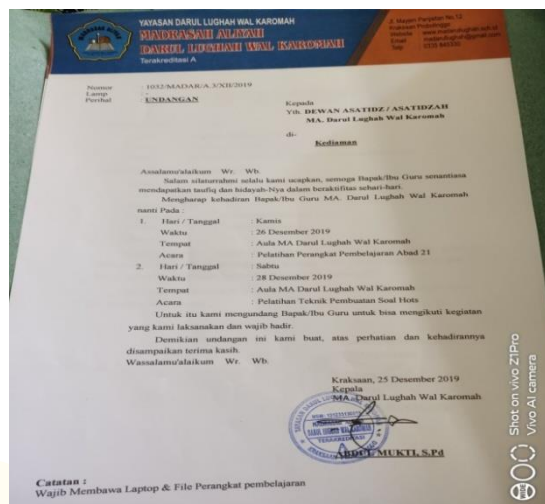 YAYASAN DARUL LUGHAH WAL KAROMAH
MADRASAH ALIYAH
DARUL LUGHAH WAL KAROMAH
Terakreditasi A
Nomor : 1032/MADAR/A.3/XII/2019
Lamp : -
Perihal : UNDANGAN
Kepada
Yth. DEWAN ASATIDZ / ASATIDZAH
MA. Darul Lughah Wal Karomah
di-
Kediaman
Assalamu'alaikum Wr. Wb.
Salam silaturrahmi selalu kami ucapkan, semoga Bapak/Ibu Guru senantiasa
mendapatkan taufiq dan hidayah-Nya dalam beraktifitas sehari-hari.
Mengharap kehadiran Bapak/Ibu Guru MA. Darul Lughah Wal Karomah
nanti Pada :
1. Hari / Tanggal : Kamis
Waktu : 26 Desember 2019
Tempat : Aula MA Darul Lughah Wal Karomah
Acara : Pelatihan Perangkat Pembelajaran Abad 21
2. Hari / Tanggal : Sabtu
Waktu : 28 Desember 2019
Tempat : Aula MA Darul Lughah Wal Karomah
Acara : Pelatihan Teknik Pembuatan Soal Hots
Untuk itu kami mengundang Bapak/Ibu Guru untuk bisa mengikuti kegiatan
yang kami laksanakan dan wajib hadir.
Demikian undangan ini kami buat, atas perhatian dan kehadirannya
disampaikan terima kasih.
Wassalamu'alaikum Wr. Wb.
Kraksaan, 25 Desember 2019
Kepala
MA. Darul Lughah Wal Karomah
ABDUL MUKTI, S.Pd
Catatan :
Wajib Membawa Laptop & File Perangkat pembelajaran
Shot on vivo Z1Pro
Vivo AI camera